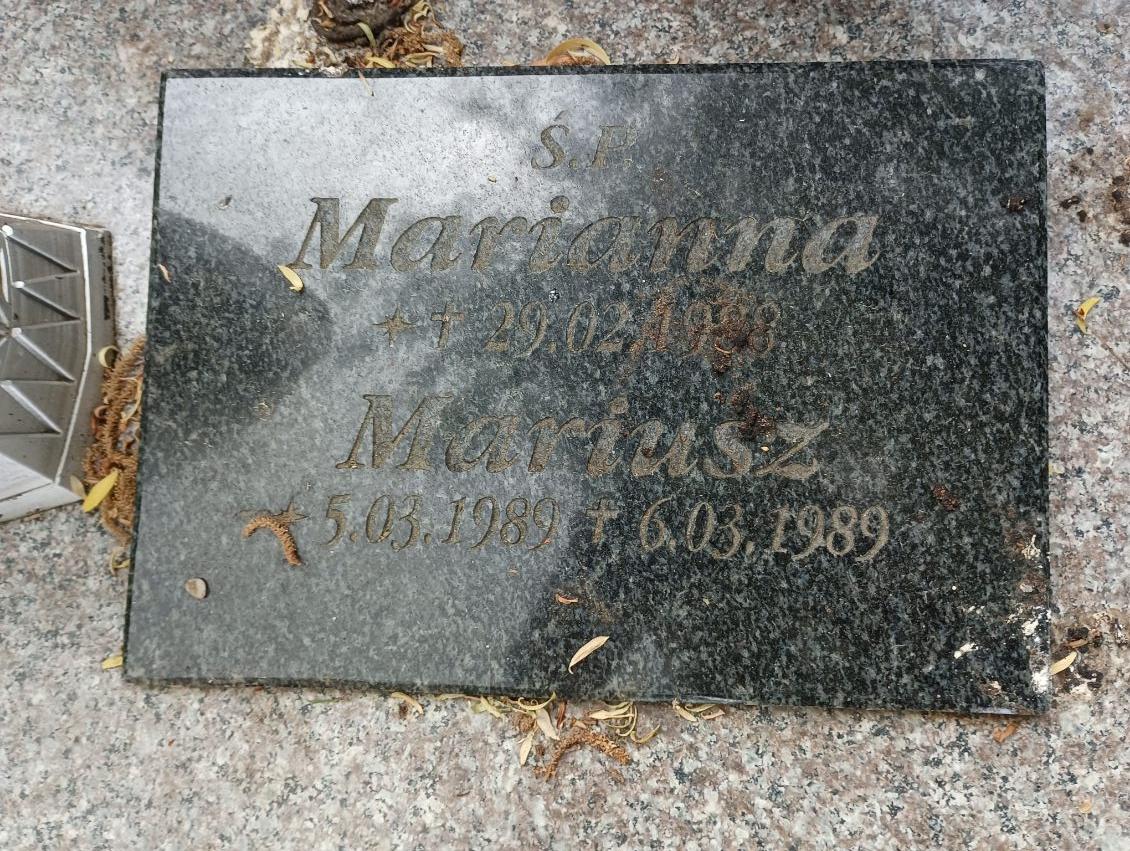 Ś.P.
Marianna
* † 29.02.1988
Mariusz
* 5.03.1989 † 6.03.1989